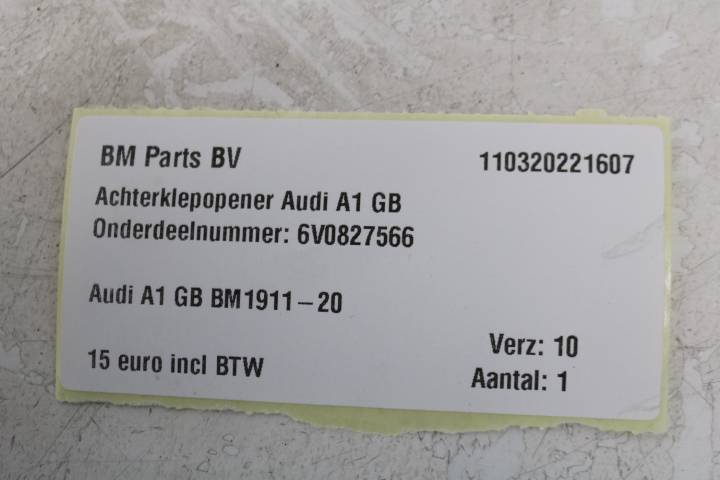 BM Parts BV 110320221607
Achterklepopener Audi A1 GB
Onderdeelnummer: 6V0827566
Audi A1 GB BM1911-20
Verz: 10
15 euro incl BTW
Aantal: 1